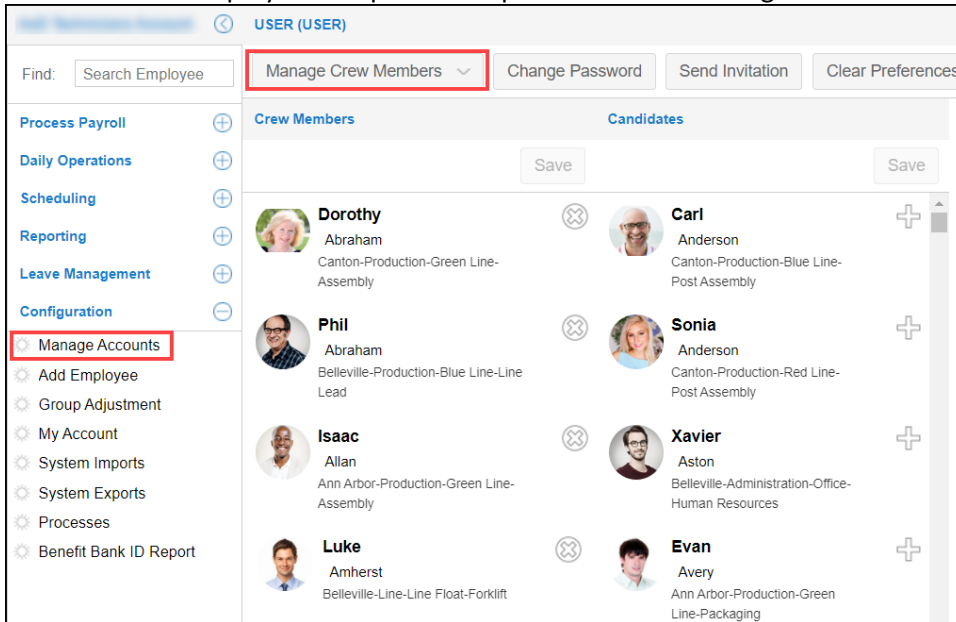 USER (USER)
Find: Search Employee
Manage Crew Members Change Password Send Invitation Clear Preferences
Process Payroll
Daily Operations
Scheduling
Reporting
Leave Management
Configuration
Manage Accounts
Add Employee
Group Adjustment
My Account
System Imports
System Exports
Processes
Benefit Bank ID Report
Crew Members
Save
Dorothy
Abraham
Canton-Production-Green Line-
Assembly
Phil
Abraham
Belleville-Production-Blue Line-Line
Lead
Isaac
Allan
Ann Arbor-Production-Green Line-
Assembly
Luke
Amherst
Belleville-Line-Line Float-Forklift
Candidates
Save
Carl
Anderson
Canton-Production-Blue Line-
Post Assembly
Sonia
Anderson
Canton-Production-Red Line-
Post Assembly
Xavier
Aston
Belleville-Administration-Office-
Human Resources
Evan
Avery
Ann Arbor-Production-Green
Line-Packaging